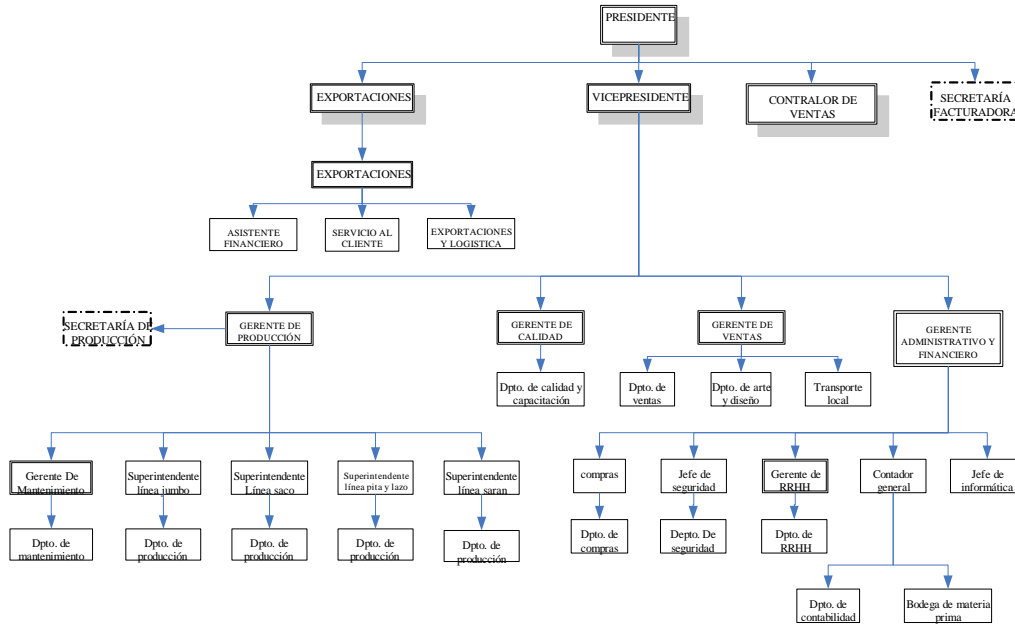 PRESIDENTE
EXPORTACIONES
VICEPRESIDENTE
CONTRALOR DE
VENTAS
SECRETARÍA
FACTURADORA
EXPORTACIONES
ASISTENTE
FINANCIERO
SERVICIO AL
CLIENTE
EXPORTACIONES
Y LOGISTICA
SECRETARÍA DE
PRODUCCIÓN
GERENTE DE
PRODUCCIÓN
GERENTE DE
CALIDAD
GERENTE DE
VENTAS
GERENTE
ADMINISTRATIVO Y
FINANCIERO
Dpto. de calidad y
capacitación
Dpto. de
ventas
Dpto. de arte
y diseño
Transporte
local
Gerente De
Mantenimiento
Superintendente
línea jumbo
Superintendente
Línea saco
Superintendente
línea pita y lazo
Superintendente
línea saran
compras
Jefe de
seguridad
Gerente de
RRHH
Contador
general
Jefe de
informática
Dpto. de
mantenimiento
Dpto. de
producción
Dpto. de
producción
Dpto. de
producción
Dpto. de
producción
Dpto. de
compras
Depto. De
seguridad
Dpto. de
RRHH
Dpto. de
contabilidad
Bodega de materia
prima